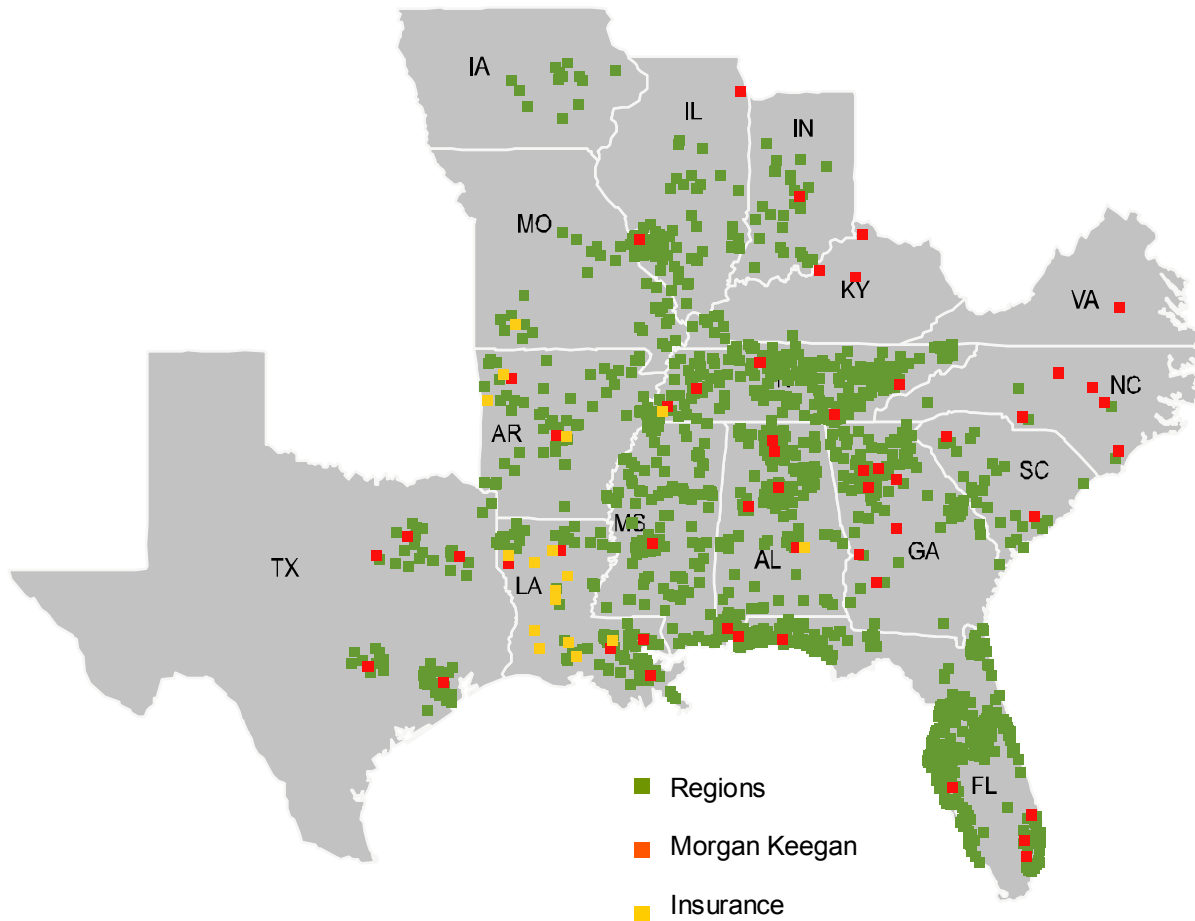 IA
IL
IN
MO
KY
VA
NC
AR
SC
MS
GA
AL
TX
LA
FL
Regions
Morgan Keegan
Insurance